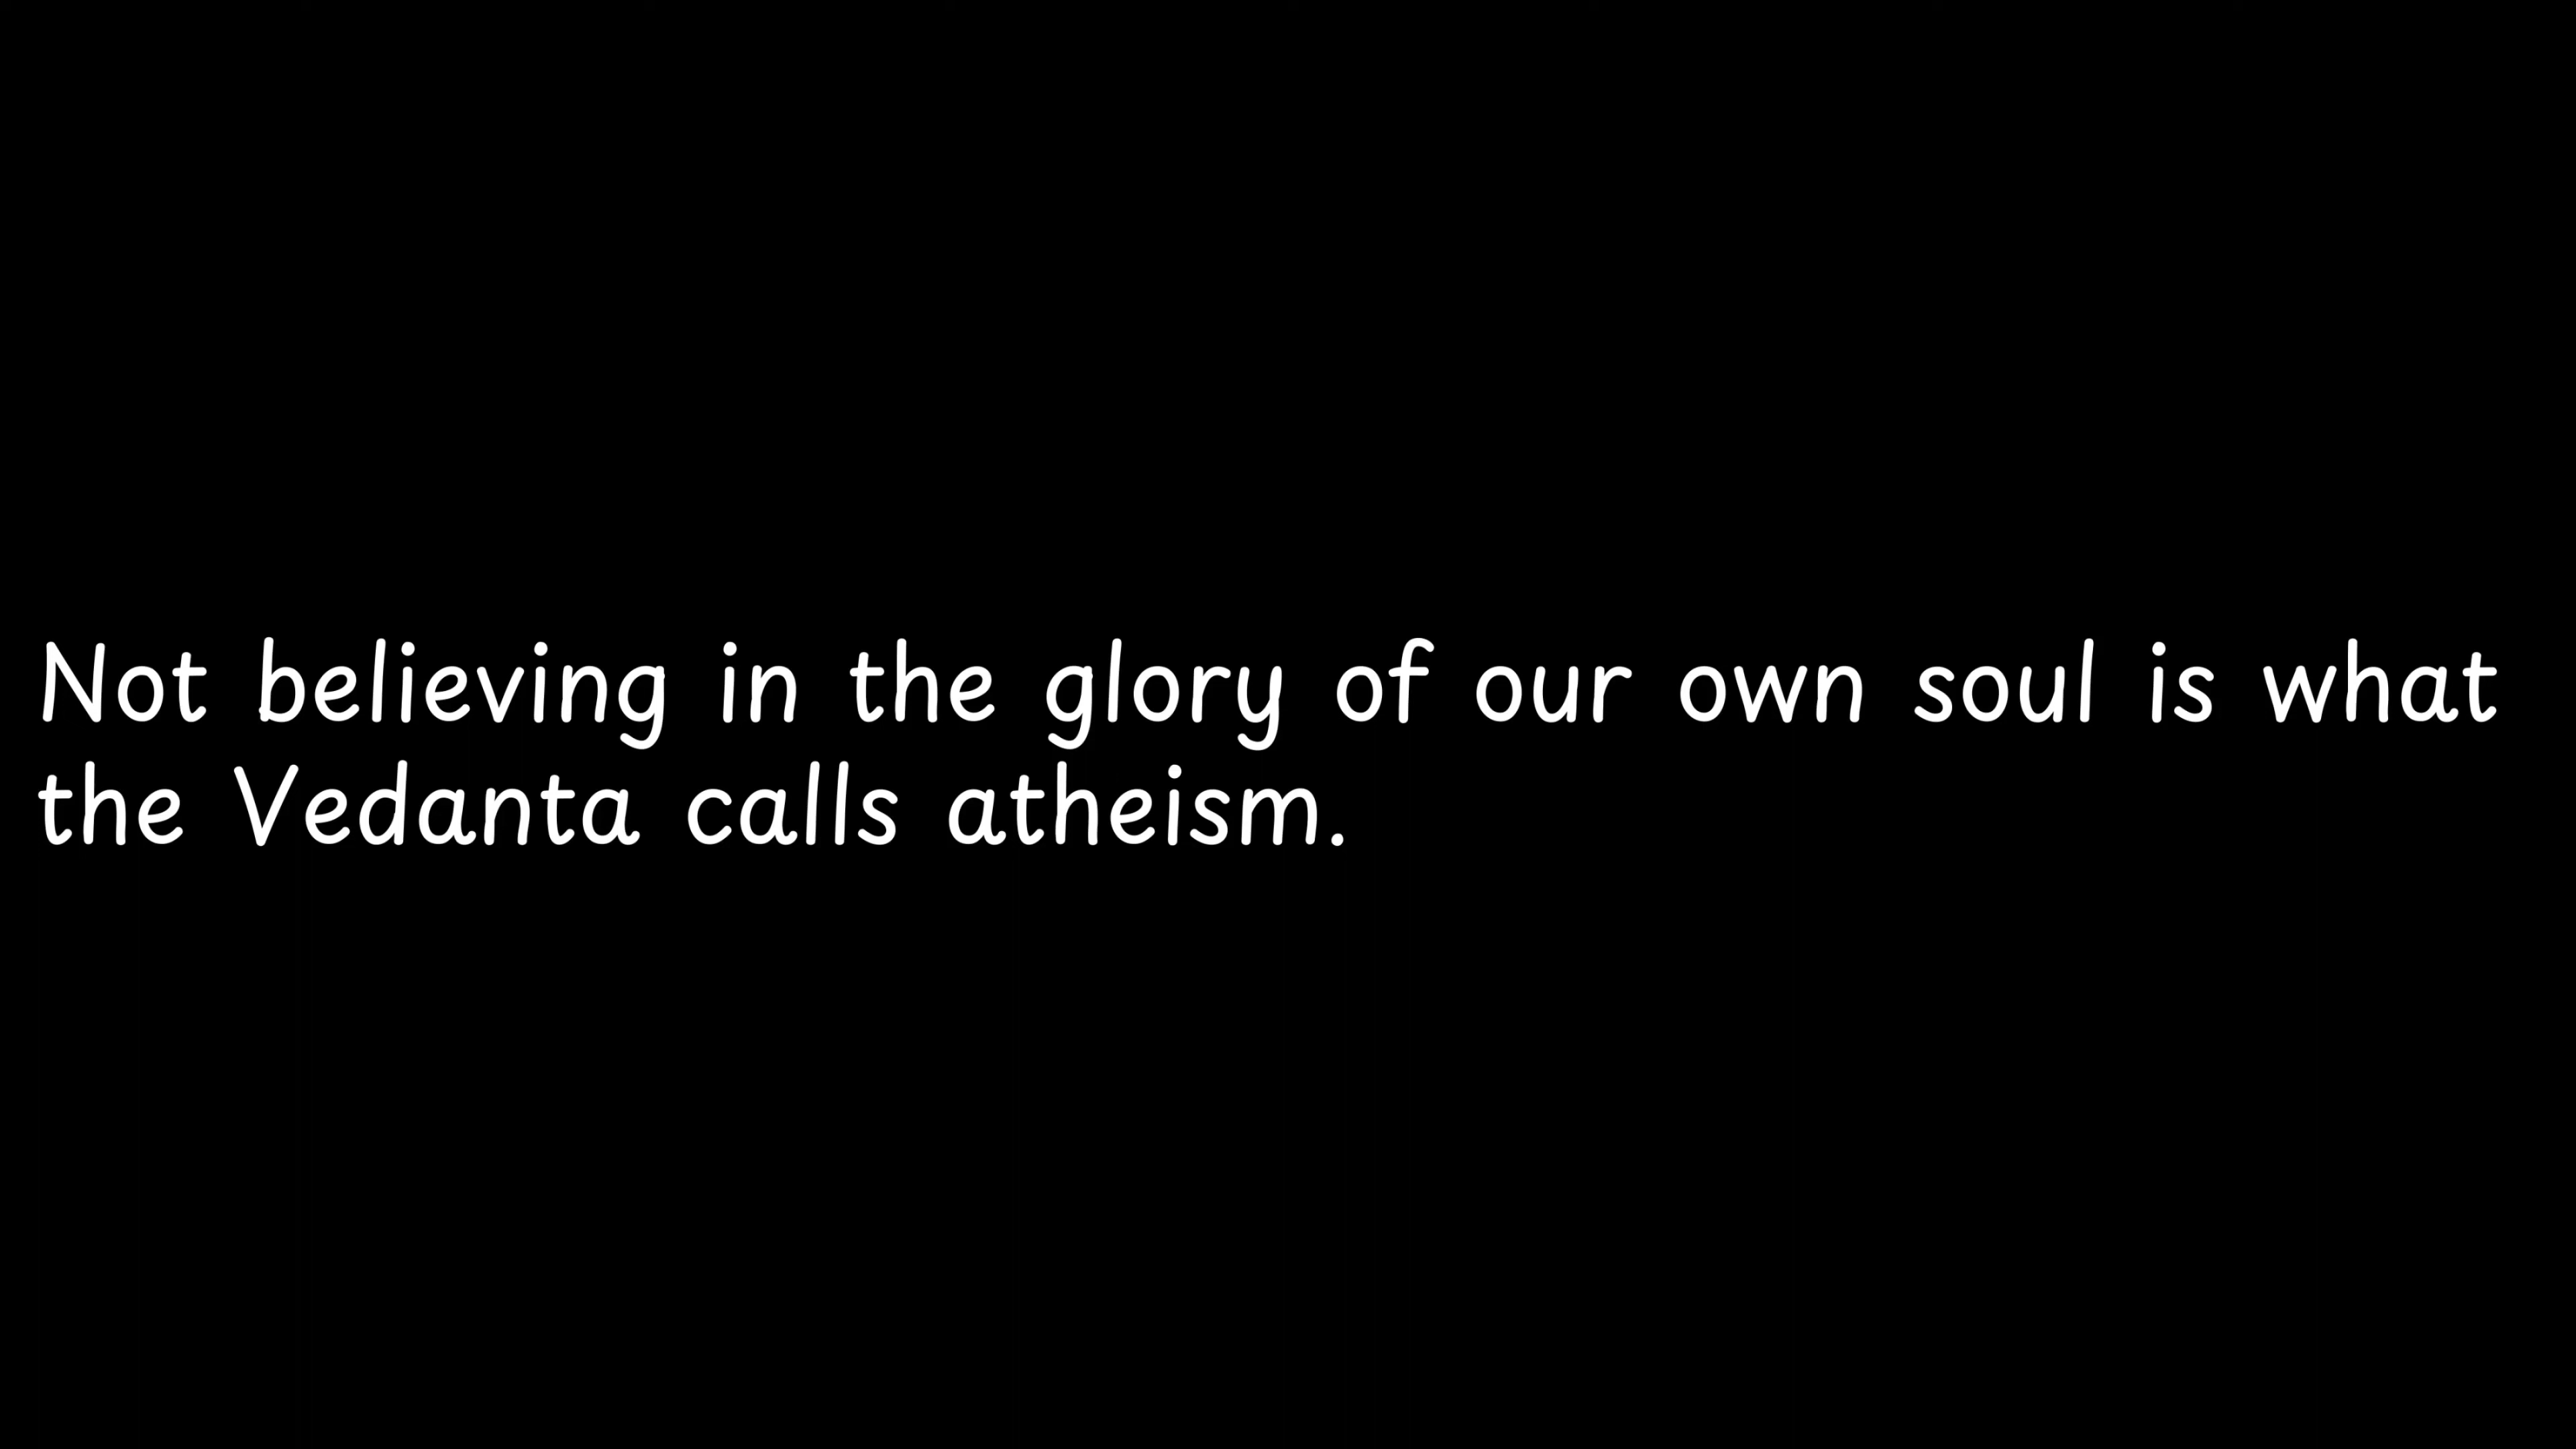 Not believing in the glory of our own soul is what
the Vedanta calls atheism.